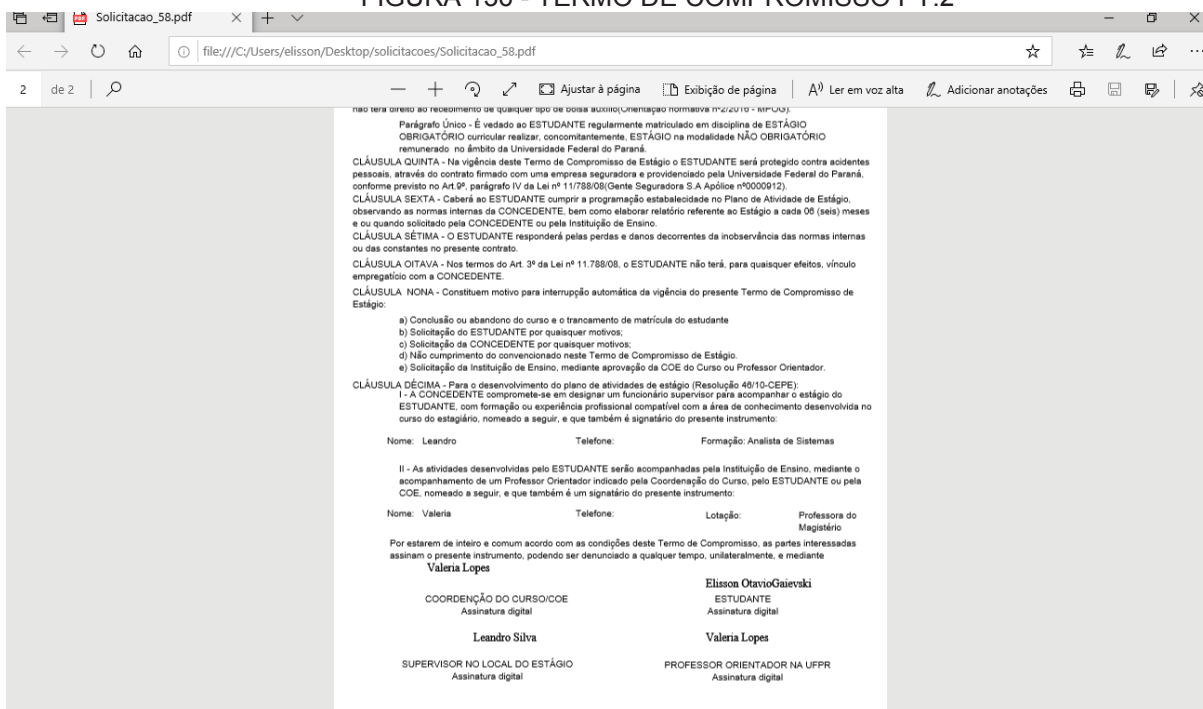 FIGURA 156 - TERMO DE COMPROMISSO PT.2
Solicitacao_58.pdf
file:///C:/Users/elisson/Desktop/solicitacoes/Solicitacao_58.pdf
2 de 2 Ajustar à página Exibição de página Ler em voz alta Adicionar anotações
não terá direito ao recebimento de qualquer tipo de bolsa auxílio(Orientação normativa nº2/2016 - MPOG).
Parágrafo Único - É vedado ao ESTUDANTE regularmente matriculado em disciplina de ESTÁGIO
OBRIGATÓRIO curricular realizar, concomitantemente, ESTÁGIO na modalidade NÃO OBRIGATÓRIO
remunerado no âmbito da Universidade Federal do Paraná.
CLÁUSULA QUINTA - Na vigência deste Termo de Compromisso de Estágio o ESTUDANTE será protegido contra acidentes
pessoais, através do contrato firmado com uma empresa seguradora e providenciado pela Universidade Federal do Paraná,
conforme previsto no Art.9º, parágrafo IV da Lei nº 11/788/08(Gente Seguradora S.A Apólice nº0000912).
CLÁUSULA SEXTA - Caberá ao ESTUDANTE cumprir a programação estabalecidade no Plano de Atividade de Estágio,
observando as normas internas da CONCEDENTE, bem como elaborar relatório referente ao Estágio a cada 06 (seis) meses
e ou quando solicitado pela CONCEDENTE ou pela Instituição de Ensino.
CLÁUSULA SÉTIMA - O ESTUDANTE responderá pelas perdas e danos decorrentes da inobservância das normas internas
ou das constantes no presente contrato.
CLÁUSULA OITAVA - Nos termos do Art. 3º da Lei nº 11.788/08, o ESTUDANTE não terá, para quaisquer efeitos, vínculo
empregatício com a CONCEDENTE.
CLÁUSULA NONA - Constituem motivo para interrupção automática da vigência do presente Termo de Compromisso de
Estágio:
a) Conclusão ou abandono do curso e o trancamento de matrícula do estudante
b) Solicitação do ESTUDANTE por quaisquer motivos;
c) Solicitação da CONCEDENTE por quaisquer motivos;
d) Não cumprimento do convencionado neste Termo de Compromisso de Estágio.
e) Solicitação da Instituição de Ensino, mediante aprovação da COE do Curso ou Professor Orientador.
CLÁUSULA DÉCIMA - Para o desenvolvimento do plano de atividades de estágio (Resolução 46/10-CEPE):
I - A CONCEDENTE compromete-se em designar um funcionário supervisor para acompanhar o estágio do
ESTUDANTE, com formação ou experiência profissional compatível com a área de conhecimento desenvolvida no
curso do estagiário, nomeado a seguir, e que também é signatário do presente instrumento:
Nome: Leandro Telefone: Formação: Analista de Sistemas
II - As atividades desenvolvidas pelo ESTUDANTE serão acompanhadas pela Instituição de Ensino, mediante o
acompanhamento de um Professor Orientador indicado pela Coordenação do Curso, pelo ESTUDANTE ou pela
COE, nomeado a seguir, e que também é um signatário do presente instrumento:
Nome: Valeria Telefone: Lotação: Professora do
Magistério
Por estarem de inteiro e comum acordo com as condições deste Termo de Compromisso, as partes interessadas
assinam o presente instrumento, podendo ser denunciado a qualquer tempo, unilateralmente, e mediante
Valeria Lopes
Elisson OtavioGaievski
COORDENÇÃO DO CURSO/COE ESTUDANTE
Assinatura digital Assinatura digital
Leandro Silva Valeria Lopes
SUPERVISOR NO LOCAL DO ESTÁGIO PROFESSOR ORIENTADOR NA UFPR
Assinatura digital Assinatura digital